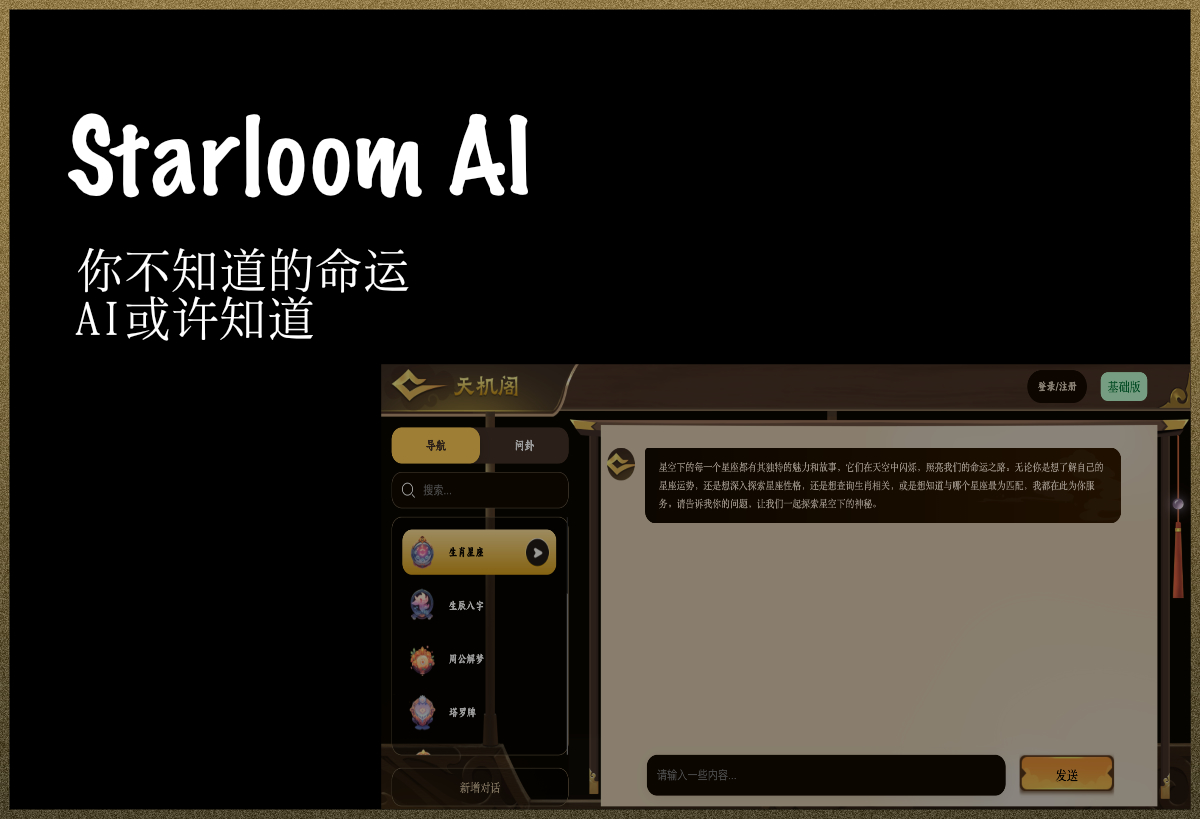 Starloom AI
你不知道的命运
AI或许知道
天机阁
登录/注册
基础版
导航
问卦
搜索...
生肖星座
生辰八字
周公解梦
塔罗牌
新增对话
星空下的每一个星座都有其独特的魅力和故事，它们在天空中闪烁，照亮我们的命运之路。无论你是想了解自己的
星座运势，还是想深入探索星座性格，还是想查询生肖相关，或是想知道与哪个星座最为匹配，我都在此为你服
务。请告诉我你的问题，让我们一起探索星空下的神秘。
请输入一些内容...
发送